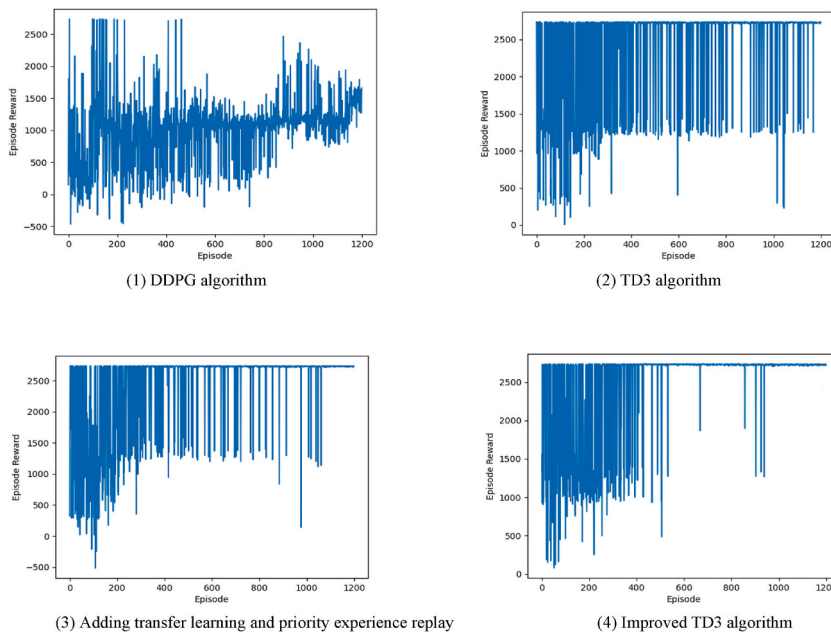 2500
2000
1500
1000
500
0
−500
Episode Reward
0 200 400 600 800 1000 1200
Episode
(1) DDPG algorithm
2500
2000
1500
1000
500
0
Episode Reward
0 200 400 600 800 1000 1200
Episode
(2) TD3 algorithm
2500
2000
1500
1000
500
0
−500
Episode Reward
0 200 400 600 800 1000 1200
Episode
(3) Adding transfer learning and priority experience replay
2500
2000
1500
1000
500
0
Episode Reward
0 200 400 600 800 1000 1200
Episode
(4) Improved TD3 algorithm